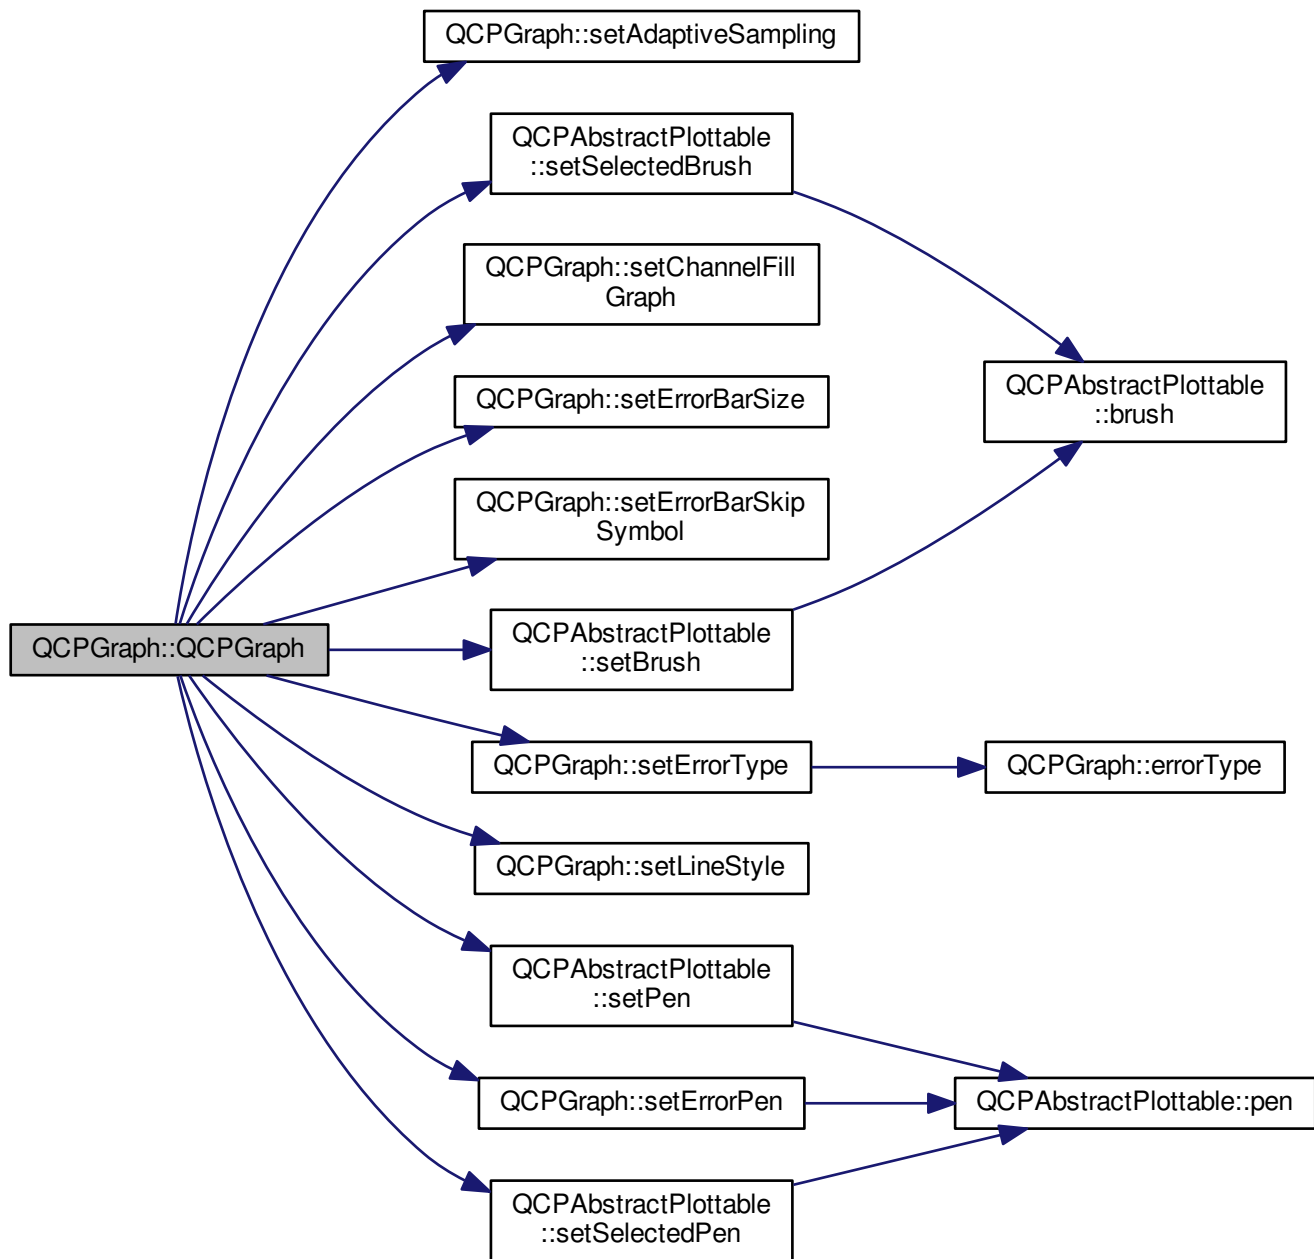 QCPGraph::setAdaptiveSampling
QCPAbstractPlottable
::setSelectedBrush
QCPGraph::setChannelFill
Graph
QCPGraph::setErrorBarSize
QCPGraph::setErrorBarSkip
Symbol
QCPGraph::QCPGraph
QCPAbstractPlottable
::setBrush
QCPGraph::setErrorType
QCPGraph::setLineStyle
QCPAbstractPlottable
::setPen
QCPGraph::setErrorPen
QCPAbstractPlottable
::setSelectedPen
QCPAbstractPlottable
::brush
QCPGraph::errorType
QCPAbstractPlottable::pen